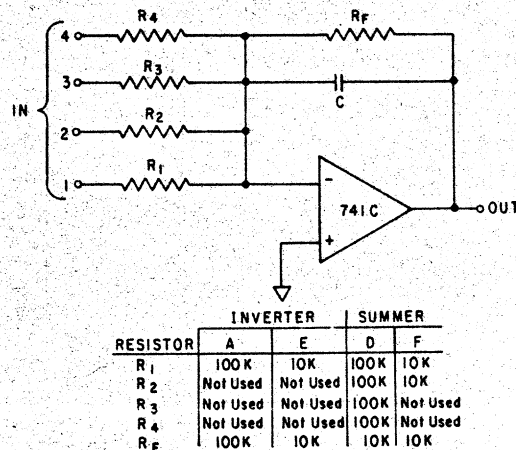 R4
RF
4
R3
3
C
IN
R2
2
R1
1
-
741C
OUT
+
INVERTER SUMMER
RESISTOR A E D F
R1 100K 10K 100K 10K
R2 Not Used Not Used 100K 10K
R3 Not Used Not Used 100K Not Used
R4 Not Used Not Used 100K Not Used
RF 100K 10K 10K 10K